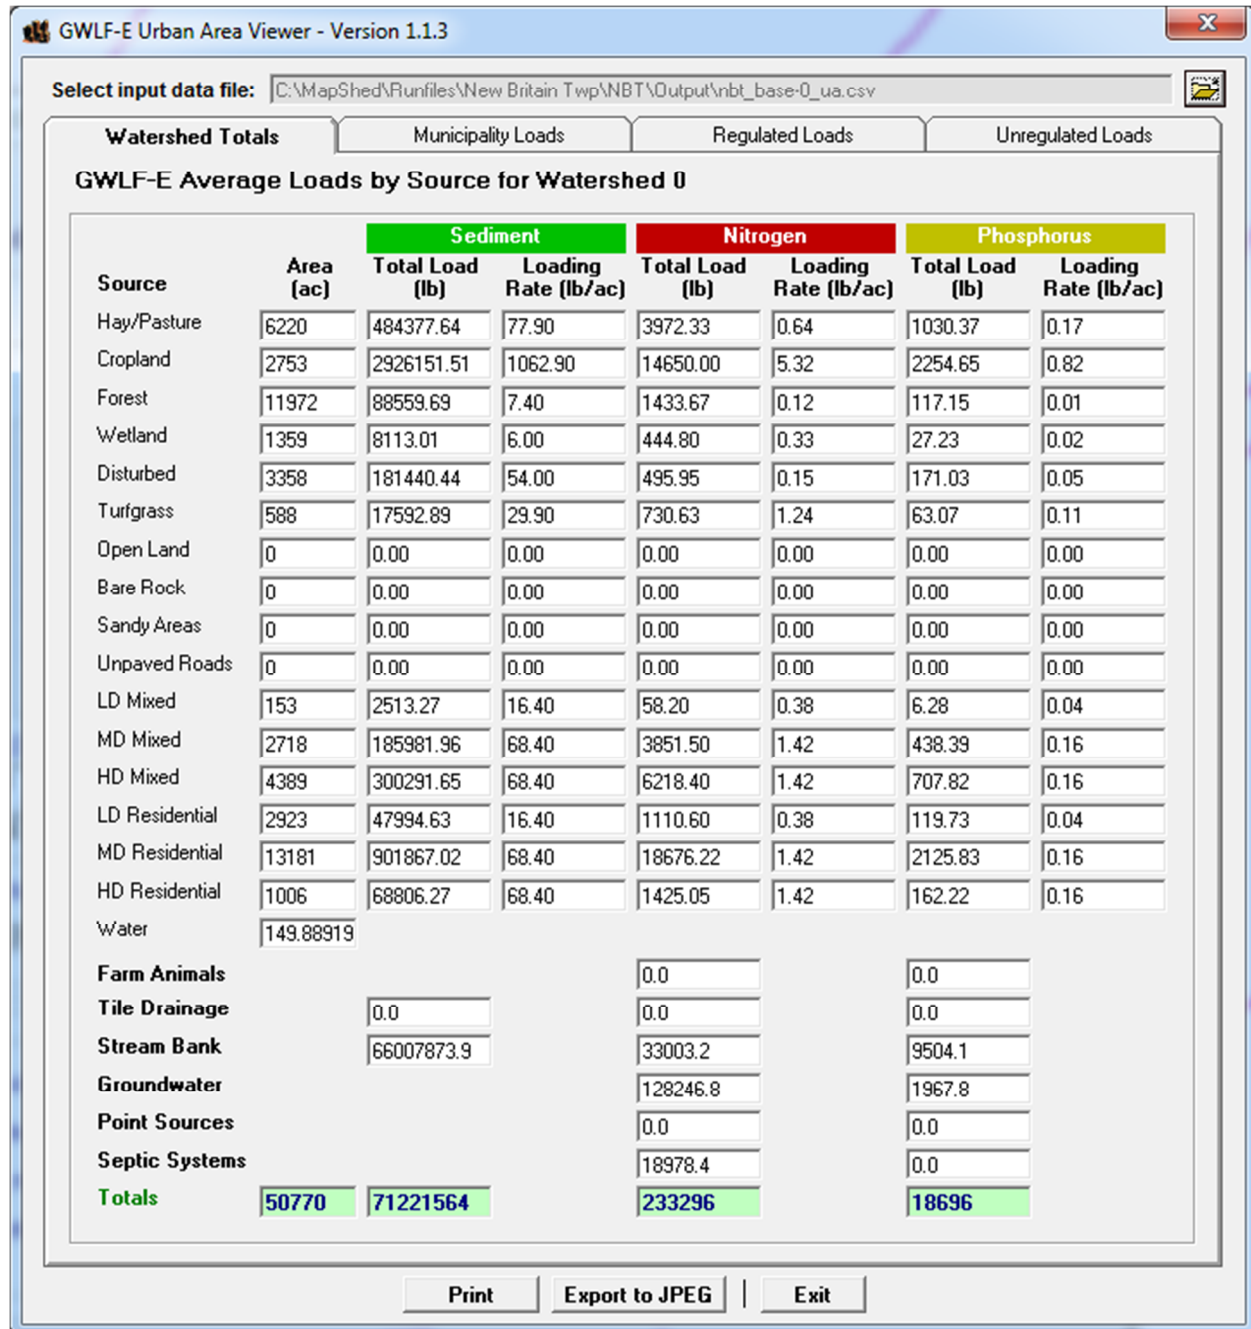 GWLF-E Urban Area Viewer - Version 1.1.3
Select input data file: C:\MapShed\Runfiles\New Britain Twp\NBT\Output\nbt_base-0_ua.csv
Watershed Totals Municipality Loads Regulated Loads Unregulated Loads
GWLF-E Average Loads by Source for Watershed 0
Sediment Nitrogen Phosphorus
Source Area (ac) Total Load (lb) Loading Rate (lb/ac) Total Load (lb) Loading Rate (lb/ac) Total Load (lb) Loading Rate (lb/ac)
Hay/Pasture 6220 484377.64 77.90 3972.33 0.64 1030.37 0.17
Cropland 2753 2926151.51 1062.90 14650.00 5.32 2254.65 0.82
Forest 11972 88559.69 7.40 1433.67 0.12 117.15 0.01
Wetland 1359 8113.01 6.00 444.80 0.33 27.23 0.02
Disturbed 3358 181440.44 54.00 495.95 0.15 171.03 0.05
Turfgrass 588 17592.89 29.90 730.63 1.24 63.07 0.11
Open Land 0 0.00 0.00 0.00 0.00 0.00 0.00
Bare Rock 0 0.00 0.00 0.00 0.00 0.00 0.00
Sandy Areas 0 0.00 0.00 0.00 0.00 0.00 0.00
Unpaved Roads 0 0.00 0.00 0.00 0.00 0.00 0.00
LD Mixed 153 2513.27 16.40 58.20 0.38 6.28 0.04
MD Mixed 2718 185981.96 68.40 3851.50 1.42 438.39 0.16
HD Mixed 4389 300291.65 68.40 6218.40 1.42 707.82 0.16
LD Residential 2923 47994.63 16.40 1110.60 0.38 119.73 0.04
MD Residential 13181 901867.02 68.40 18676.22 1.42 2125.83 0.16
HD Residential 1006 68806.27 68.40 1425.05 1.42 162.22 0.16
Water 149.88919
Farm Animals 0.0 0.0
Tile Drainage 0.0 0.0 0.0
Stream Bank 66007873.9 33003.2 9504.1
Groundwater 128246.8 1967.8
Point Sources 0.0 0.0
Septic Systems 18978.4 0.0
Totals 50770 71221564 233296 18696
Print Export to JPEG | Exit